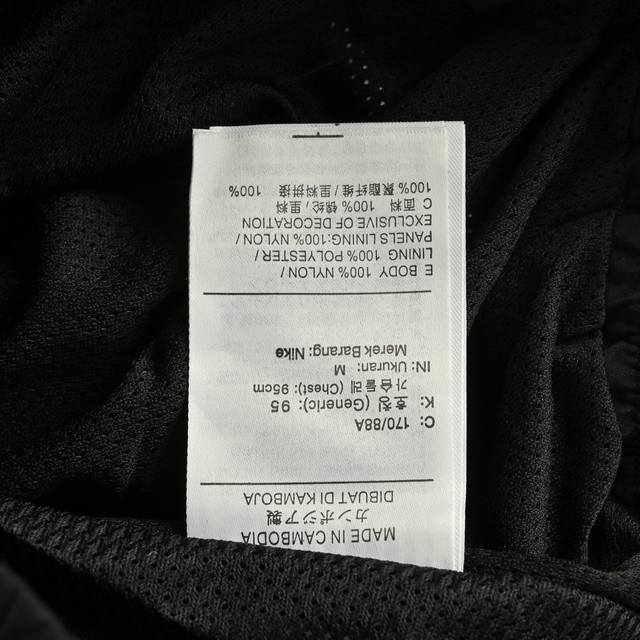 MADE IN CAMBODIA
カンボジア製
DIBUAT DI KAMBOJA
C: 170/88A
K: 호칭 (Generic): 95
가슴둘레 (Chest): 95cm
IN: Ukuran: M
Merek Barang: Nike
E BODY 100% NYLON /
LINING 100% POLYESTER /
PANELS LINING: 100% NYLON /
EXCLUSIVE OF DECORATION
C 面料 100% 锦纶/ 里料
100% 聚酯纤维/ 里料拼接 100%